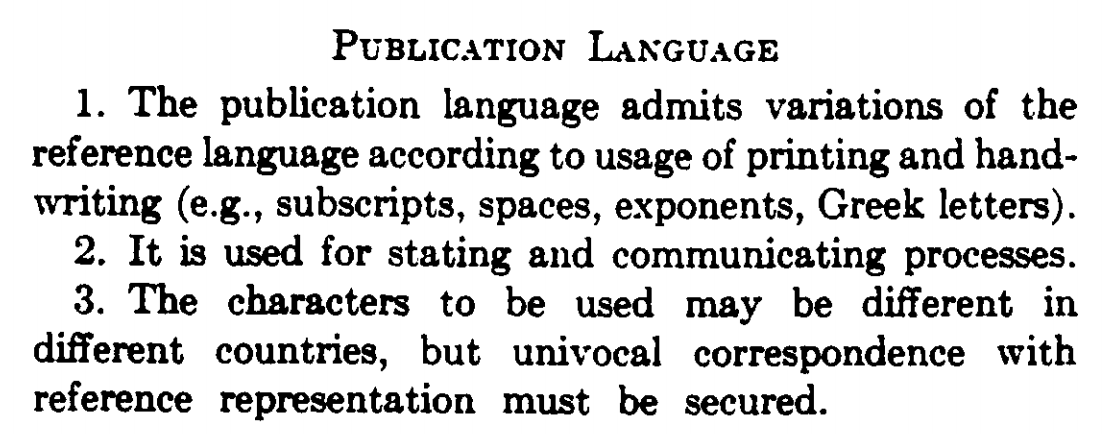 PUBLICATION LANGUAGE
1. The publication language admits variations of the
reference language according to usage of printing and hand-
writing (e.g., subscripts, spaces, exponents, Greek letters).
2. It is used for stating and communicating processes.
3. The characters to be used may be different in
different countries, but univocal correspondence with
reference representation must be secured.